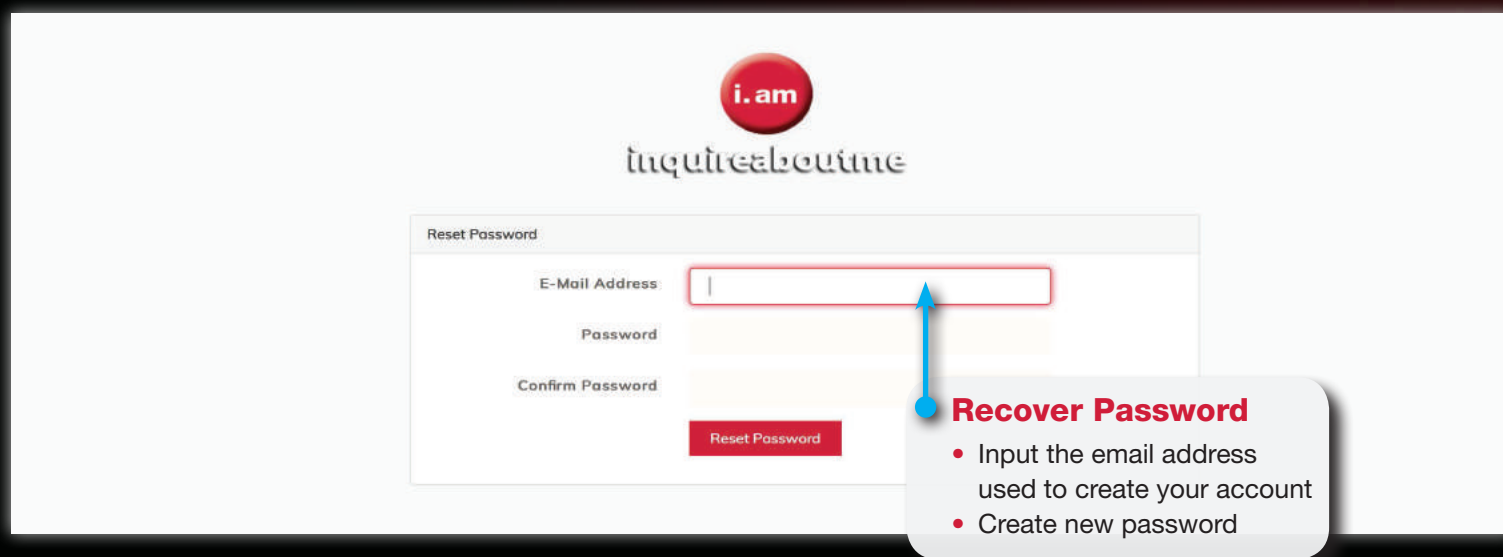 i.am
inquireaboutme
Reset Password
E-Mail Address
Password
Confirm Password
Reset Password
Recover Password
• Input the email address
used to create your account
• Create new password